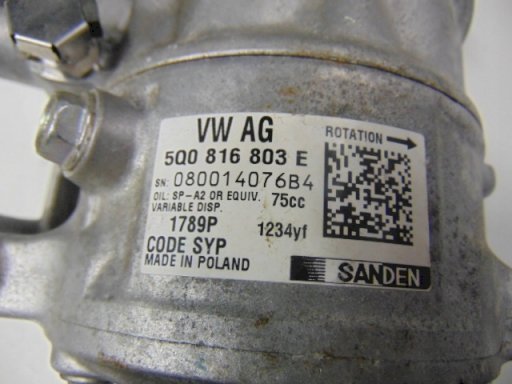 VW AG
ROTATION
5Q0 816 803 E
SN: 080014076B4
OIL: SP-A2 OR EQUIV. 75cc
VARIABLE DISP.
1789P 1234yf
CODE SYP
MADE IN POLAND
SANDEN